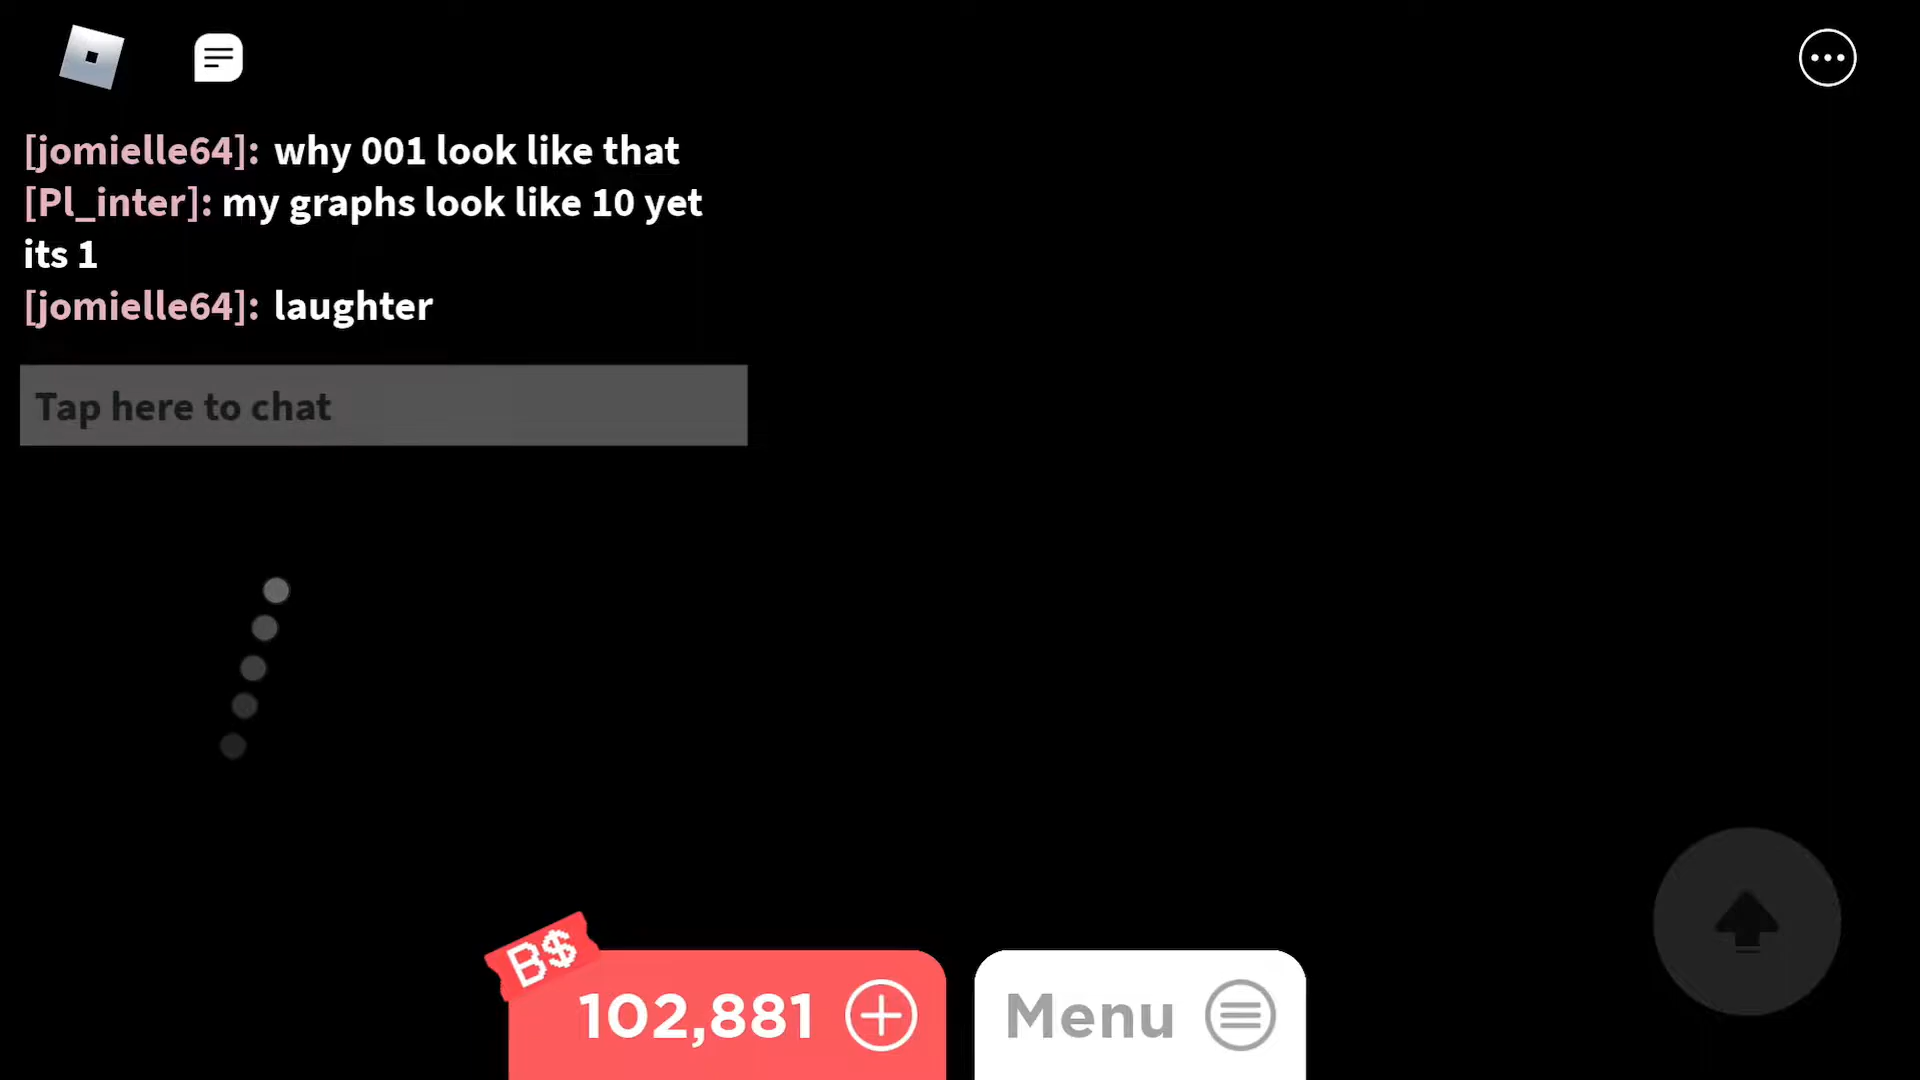 [jomielle64]: why 001 look like that
[Pl_inter]: my graphs look like 10 yet
its 1
[jomielle64]: laughter
Tap here to chat
B$
102,881
Menu